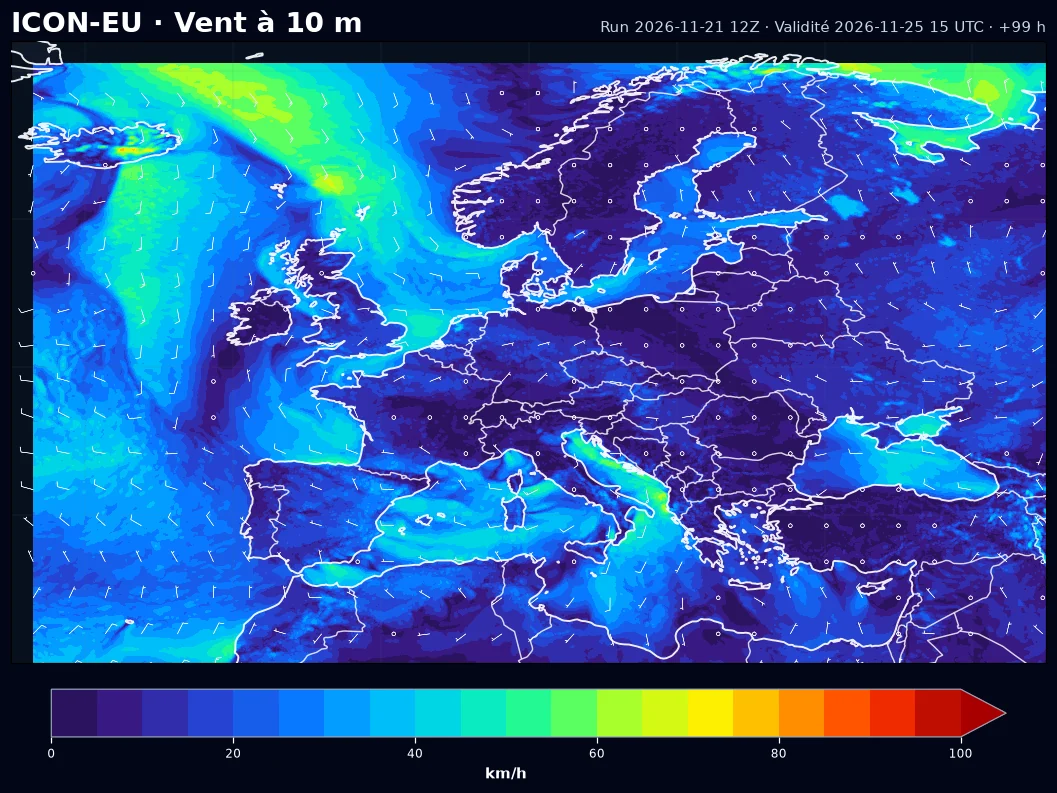 ICON-EU · Vent à 10 m
Run 2026-11-21 12Z · Validité 2026-11-25 15 UTC · +99 h
0 20 40 60 80 100
km/h